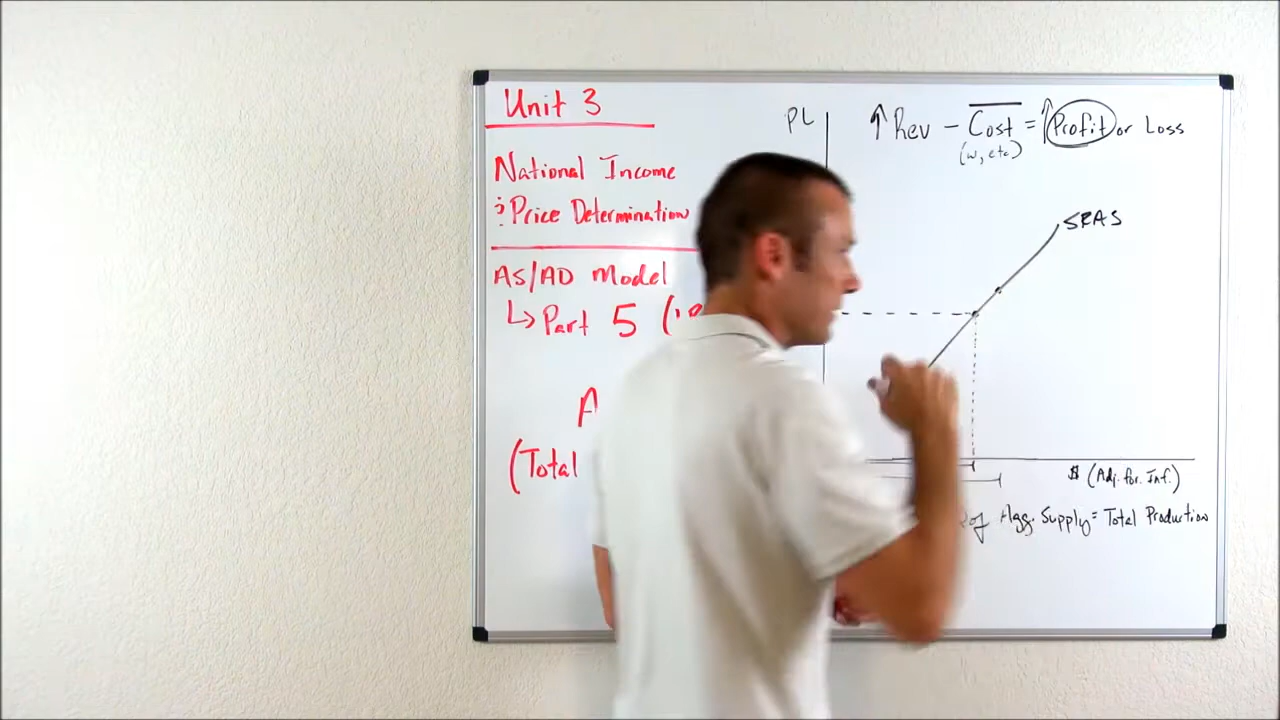 Unit 3
National Income
& Price Determination
AS/AD Model
↳ Part 5
(Total
PL
↑ Rev - Cost = ↑ Profit or Loss
(w, etc)
SRAS
$ (Adj. for. Inf.)
of Agg. Supply = Total Production